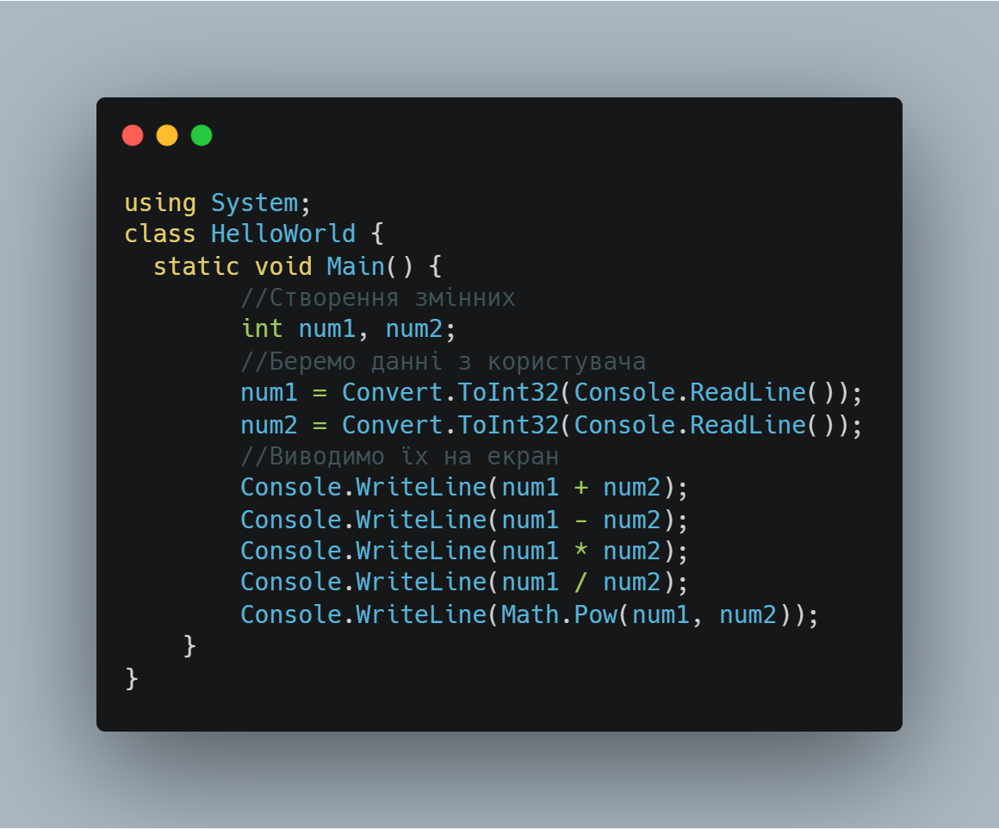 using System;
class HelloWorld {
  static void Main() {
        //Створення змінних
        int num1, num2;
        //Беремо данні з користувача
        num1 = Convert.ToInt32(Console.ReadLine());
        num2 = Convert.ToInt32(Console.ReadLine());
        //Виводимо їх на екран
        Console.WriteLine(num1 + num2);
        Console.WriteLine(num1 - num2);
        Console.WriteLine(num1 * num2);
        Console.WriteLine(num1 / num2);
        Console.WriteLine(Math.Pow(num1, num2));
    }
}